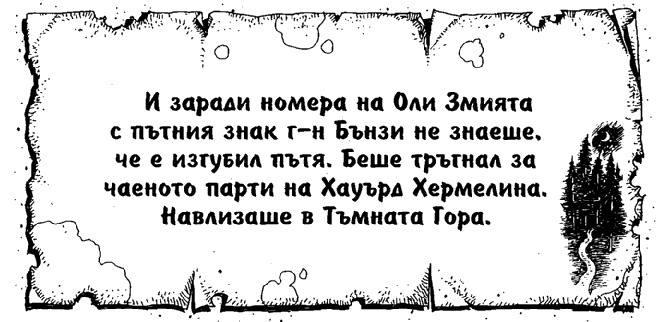 И заради номера на Оли Змията
с пътния знак г-н Бънзи не знаеше,
че е изгубил пътя. Беше тръгнал за
чаеното парти на Хауърд Хермелина.
Навлизаше в Тъмната Гора.